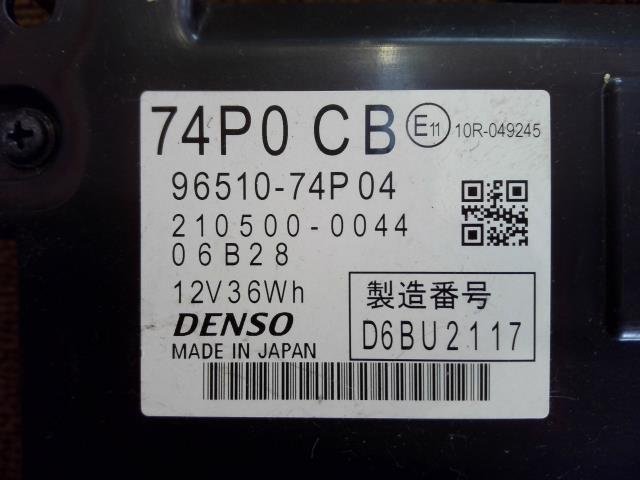 74P0 CB E11 10R-049245
96510-74P04
210500-0044
06B28
12V36Wh
DENSO
MADE IN JAPAN
製造番号
D6BU2117